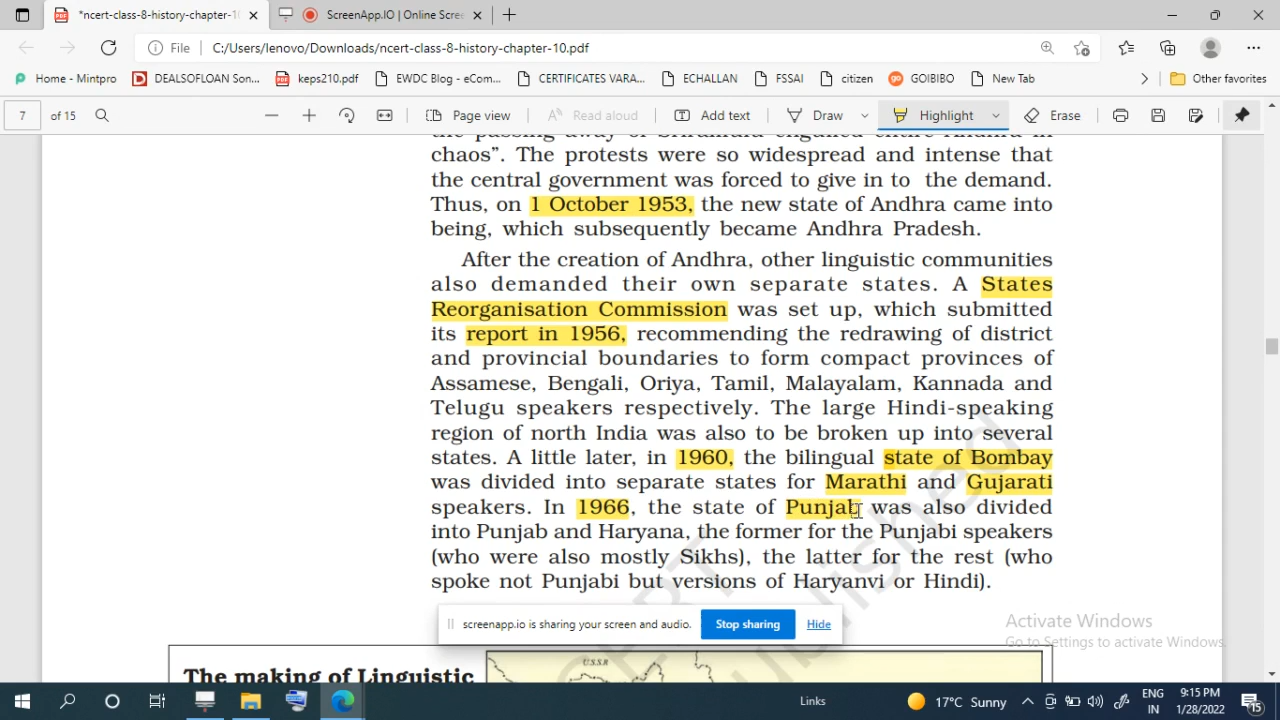 *ncert-class-8-history-chapter-10
ScreenApp.IO | Online Scree
File
C:/Users/lenovo/Downloads/ncert-class-8-history-chapter-10.pdf
Home - Mintpro
DEALSOFLOAN Son...
keps210.pdf
EWDC Blog - eCom...
CERTIFICATES VARA...
ECHALLAN
FSSAI
citizen
GOIBIBO
New Tab
Other favorites
7 of 15
Page view
Read aloud
Add text
Draw
Highlight
Erase
the passing away of Sriramulu engulfed entire Andhra in
chaos”. The protests were so widespread and intense that
the central government was forced to give in to the demand.
Thus, on 1 October 1953, the new state of Andhra came into
being, which subsequently became Andhra Pradesh.
After the creation of Andhra, other linguistic communities
also demanded their own separate states. A States
Reorganisation Commission was set up, which submitted
its report in 1956, recommending the redrawing of district
and provincial boundaries to form compact provinces of
Assamese, Bengali, Oriya, Tamil, Malayalam, Kannada and
Telugu speakers respectively. The large Hindi-speaking
region of north India was also to be broken up into several
states. A little later, in 1960, the bilingual state of Bombay
was divided into separate states for Marathi and Gujarati
speakers. In 1966, the state of Punjab was also divided
into Punjab and Haryana, the former for the Punjabi speakers
(who were also mostly Sikhs), the latter for the rest (who
spoke not Punjabi but versions of Haryanvi or Hindi).
screenapp.io is sharing your screen and audio.
Stop sharing
Hide
Activate Windows
Go to Settings to activate Windows.
The making of Linguistic
U.S.S.R
Links
17°C Sunny
ENG
IN
9:15 PM
1/28/2022
15